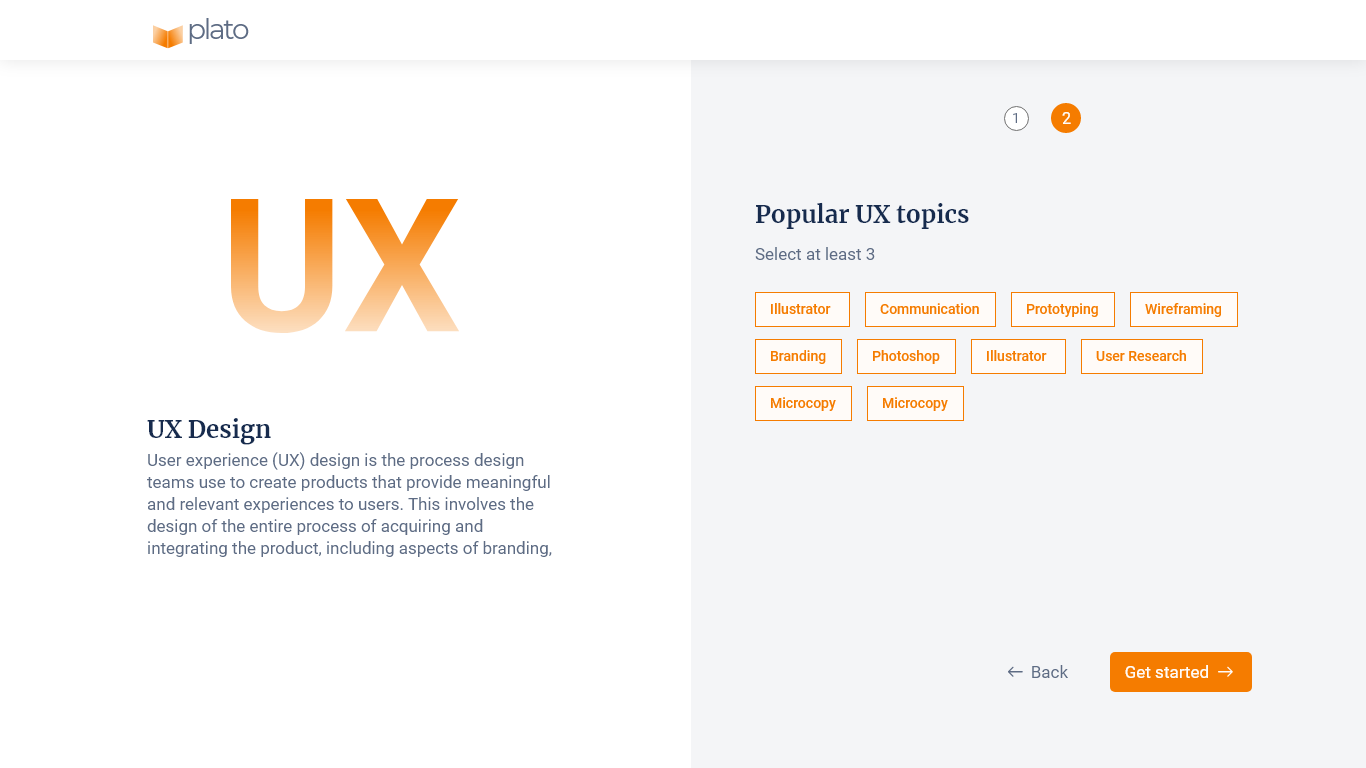 plato
1 2
UX
UX Design
User experience (UX) design is the process design
teams use to create products that provide meaningful
and relevant experiences to users. This involves the
design of the entire process of acquiring and
integrating the product, including aspects of branding,
Popular UX topics
Select at least 3
Illustrator Communication Prototyping Wireframing
Branding Photoshop Illustrator User Research
Microcopy Microcopy
← Back Get started →